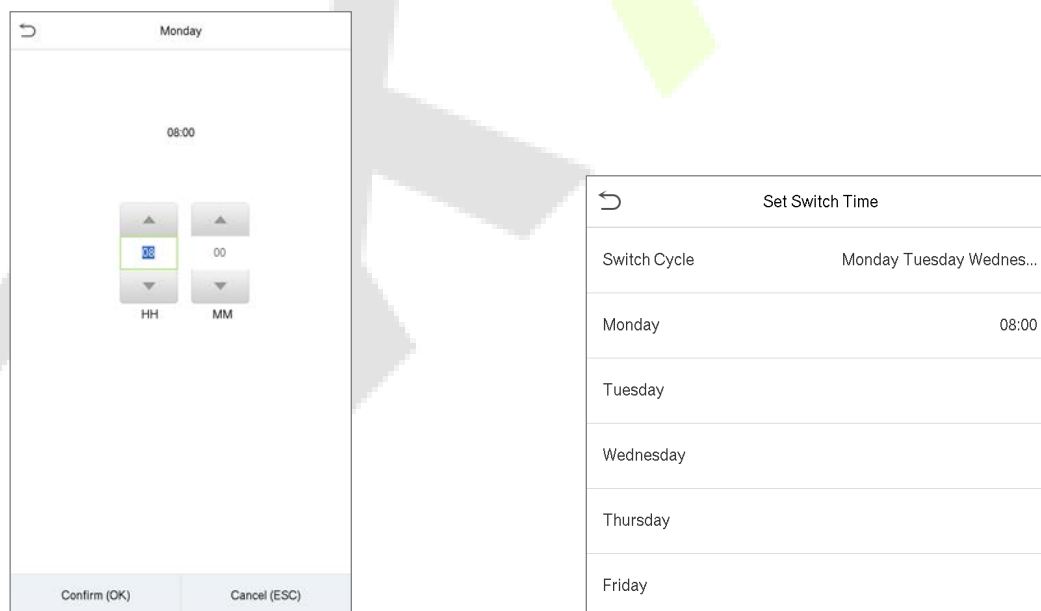 Monday
08:00
08 00
HH MM
Confirm (OK) Cancel (ESC)
Set Switch Time
Switch Cycle Monday Tuesday Wednes...
Monday 08:00
Tuesday
Wednesday
Thursday
Friday